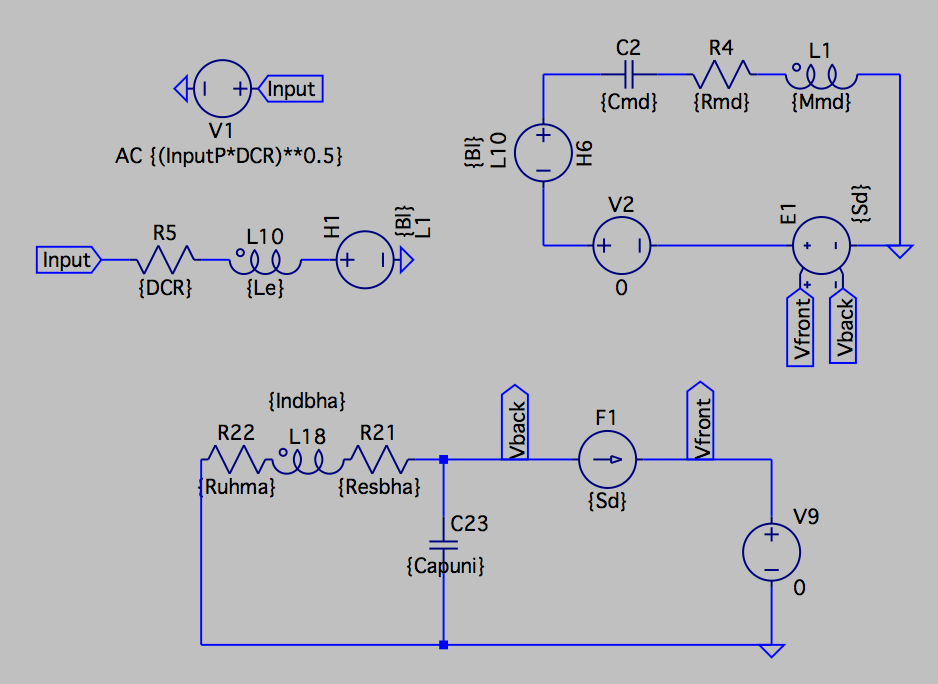 Input
V1
AC {(InputP*DCR)**0.5}
C2
{Cmd}
R4
{Rmd}
L1
{Mmd}
{Bl}
L10
H6
V2
0
E1
{Sd}
Vfront
Vback
Input
R5
{DCR}
L10
{Le}
H1
{Bl}
L1
{Indbha}
R22
{Ruhma}
L18
R21
{Resbha}
Vback
F1
{Sd}
Vfront
C23
{Capuni}
V9
0